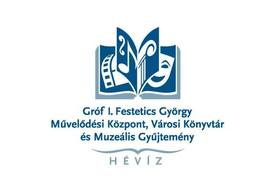 Gróf I. Festetics György
Művelődési Központ, Városi Könyvtár
és Muzeális Gyűjtemény
HÉVÍZ